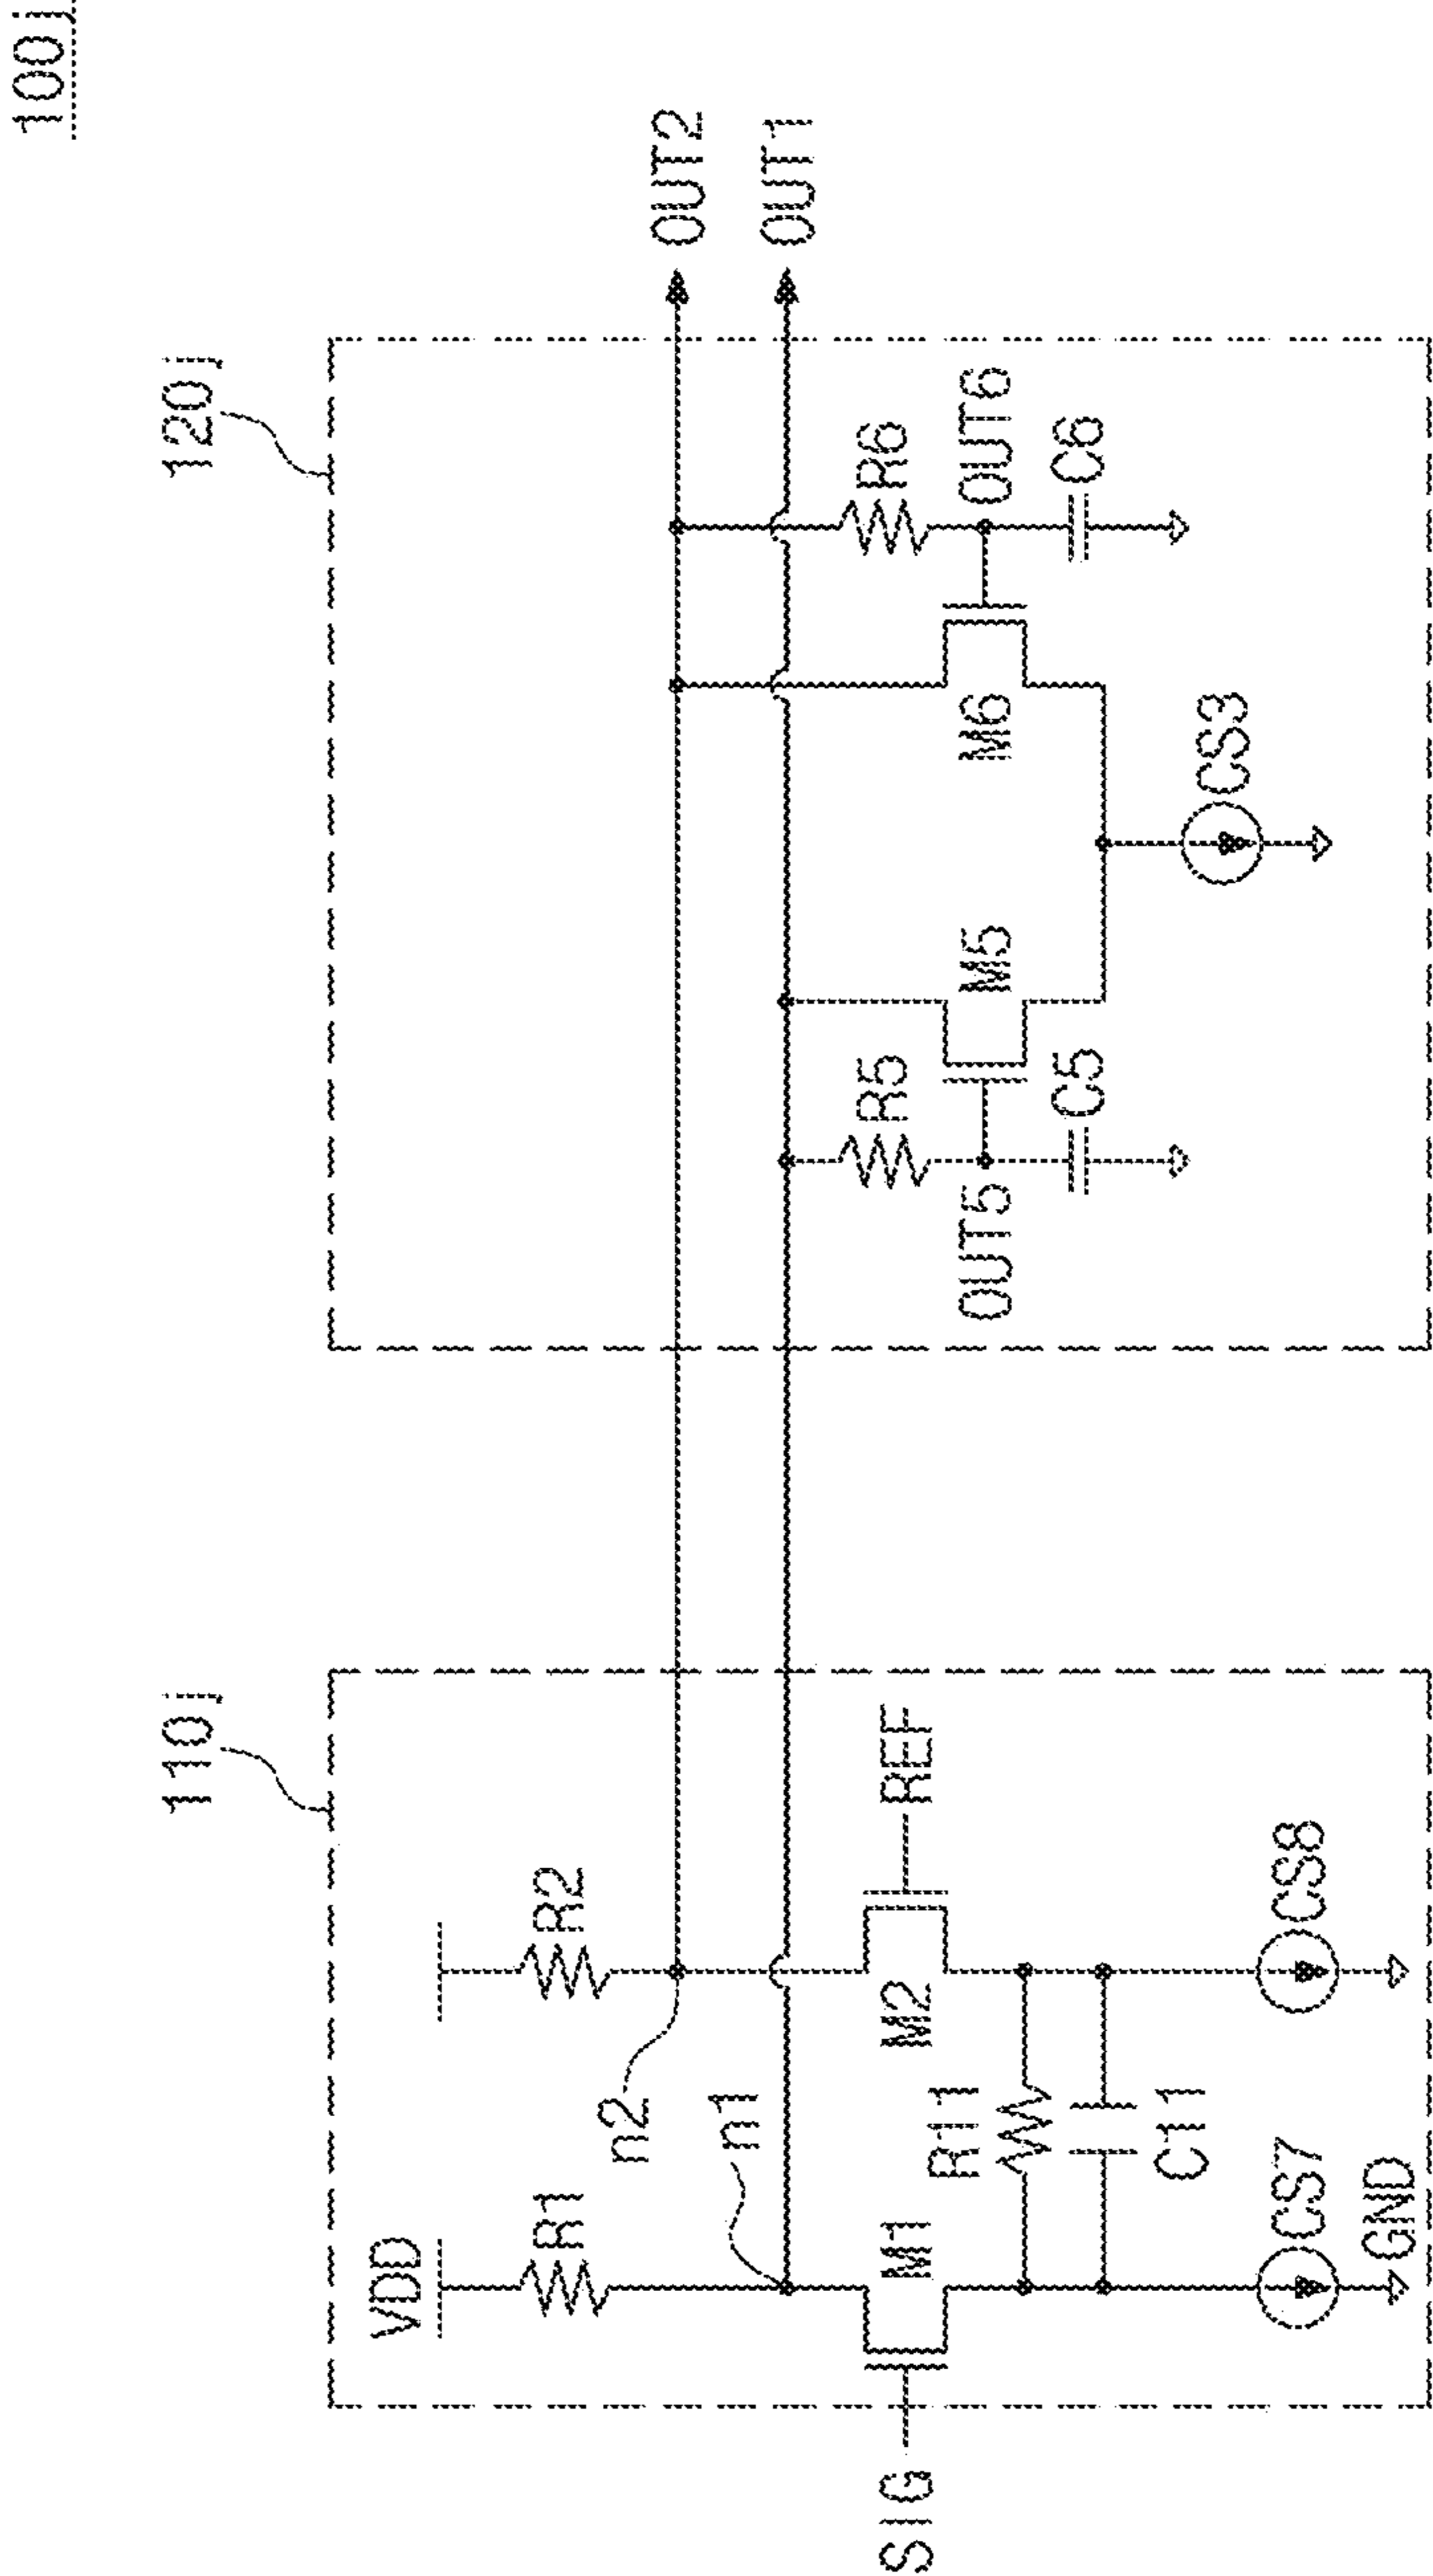 100j
110j
120j
VDD
R1
R2
n2
n1
SIG
M1
M2
REF
R11
C11
CS7
CS8
GND
OUT2
OUT1
R5
R6
OUT5
M5
M6
OUT6
C5
C6
CS3